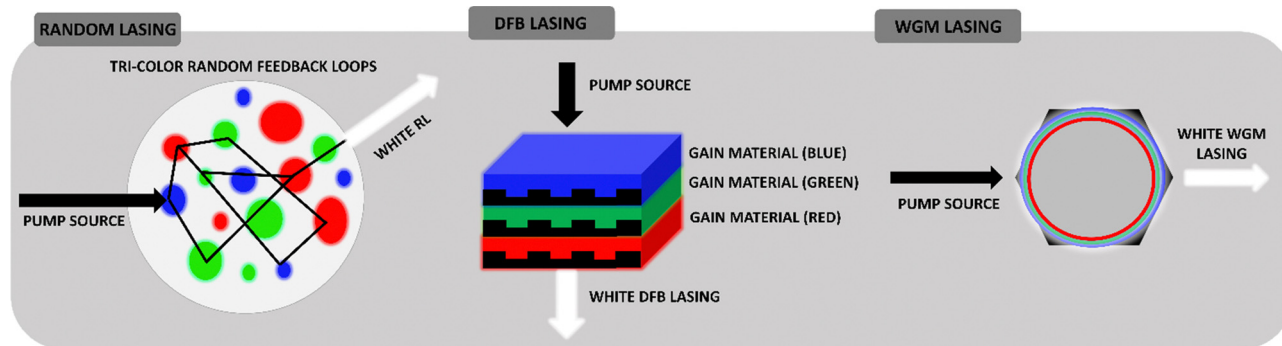 RANDOM LASING
TRI-COLOR RANDOM FEEDBACK LOOPS
WHITE RL
PUMP SOURCE
DFB LASING
PUMP SOURCE
GAIN MATERIAL (BLUE)
GAIN MATERIAL (GREEN)
GAIN MATERIAL (RED)
WHITE DFB LASING
WGM LASING
PUMP SOURCE
WHITE WGM
LASING